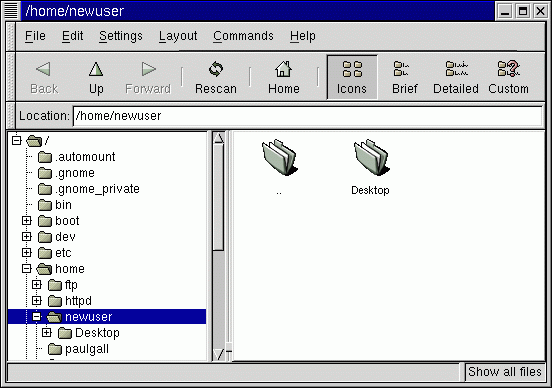 /home/newuser
File Edit Settings Layout Commands Help
Back Up Forward Rescan Home Icons Brief Detailed Custom
Location: /home/newuser
/
.automount
.gnome
.gnome_private
bin
boot
dev
etc
home
ftp
httpd
newuser
Desktop
paulgall
.. Desktop
Show all files